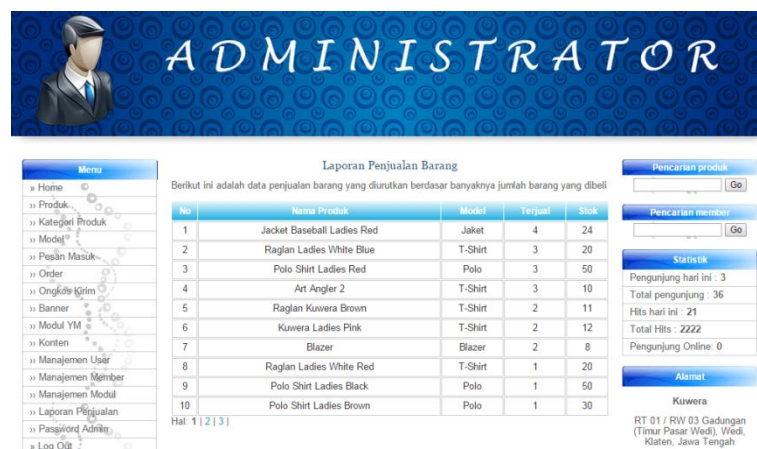 ADMINISTRATOR
Menu
» Home
» Produk
» Kategori Produk
» Model
» Pesan Masuk
» Order
» Ongkos Kirim
» Banner
» Modul YM
» Konten
» Manajemen User
» Manajemen Member
» Manajemen Modul
» Laporan Penjualan
» Password Admin
» Log Out
Laporan Penjualan Barang
Berikut ini adalah data penjualan barang yang diurutkan berdasar banyaknya jumlah barang yang dibeli
No Nama Produk Model Terjual Stok
1 Jacket Baseball Ladies Red Jaket 4 24
2 Raglan Ladies White Blue T-Shirt 3 20
3 Polo Shirt Ladies Red Polo 3 50
4 Art Angler 2 T-Shirt 3 10
5 Raglan Kuwera Brown T-Shirt 2 11
6 Kuwera Ladies Pink T-Shirt 2 12
7 Blazer Blazer 2 8
8 Raglan Ladies White Red T-Shirt 1 20
9 Polo Shirt Ladies Black Polo 1 50
10 Polo Shirt Ladies Brown Polo 1 30
Hal: 1 | 2 | 3 |
Pencarian produk
Go
Pencarian member
Go
Statistik
Pengunjung hari ini : 3
Total pengunjung : 36
Hits hari ini : 21
Total Hits : 2222
Pengunjung Online: 0
Alamat
Kuwera
RT 01 / RW 03 Gadungan
(Timur Pasar Wedi), Wedi,
Klaten, Jawa Tengah